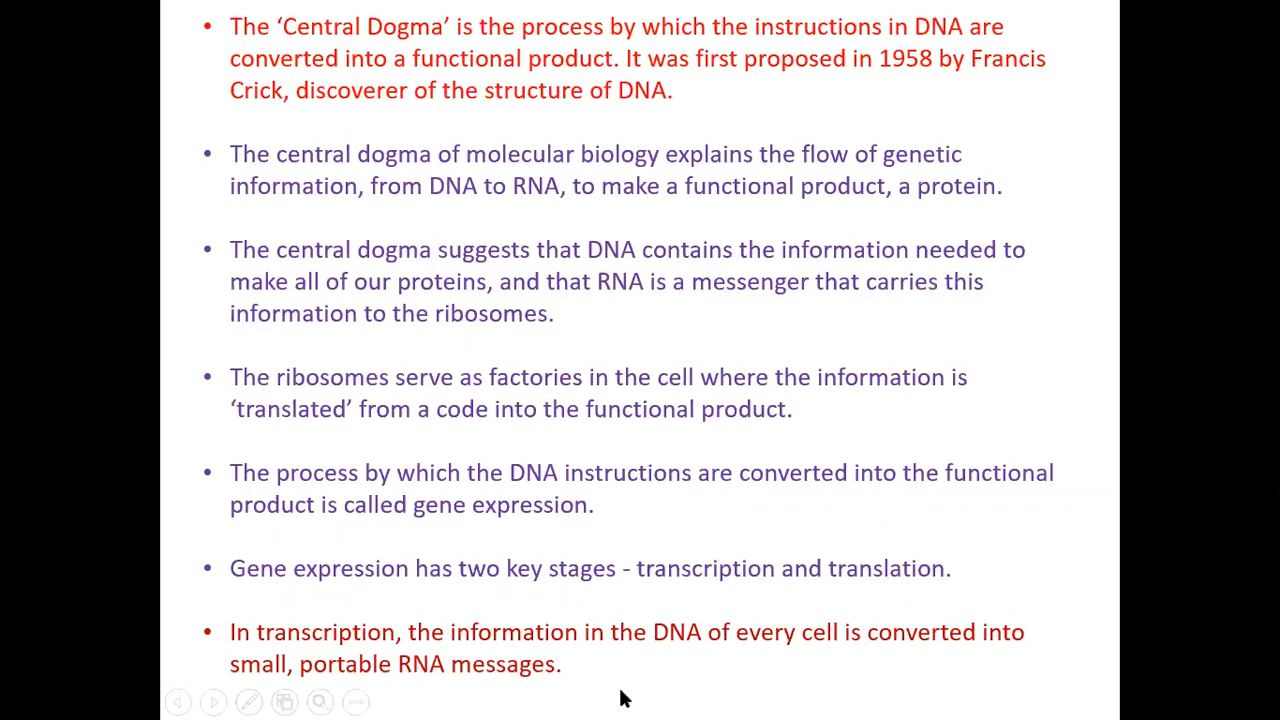 • The ‘Central Dogma’ is the process by which the instructions in DNA are
converted into a functional product. It was first proposed in 1958 by Francis
Crick, discoverer of the structure of DNA.
• The central dogma of molecular biology explains the flow of genetic
information, from DNA to RNA, to make a functional product, a protein.
• The central dogma suggests that DNA contains the information needed to
make all of our proteins, and that RNA is a messenger that carries this
information to the ribosomes.
• The ribosomes serve as factories in the cell where the information is
‘translated’ from a code into the functional product.
• The process by which the DNA instructions are converted into the functional
product is called gene expression.
• Gene expression has two key stages - transcription and translation.
• In transcription, the information in the DNA of every cell is converted into
small, portable RNA messages.